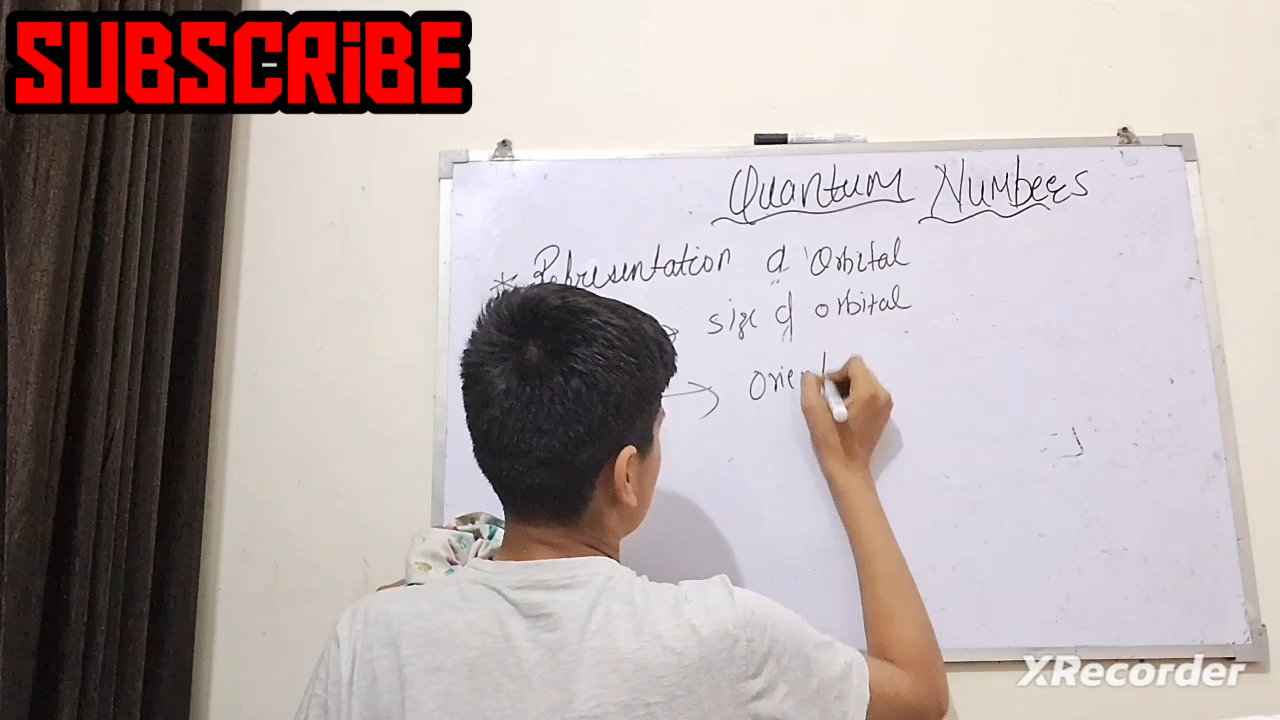 SUBSCRIBE
Quantum Numbers
* Representation of Orbital
size of orbital
→ Orient
XRecorder